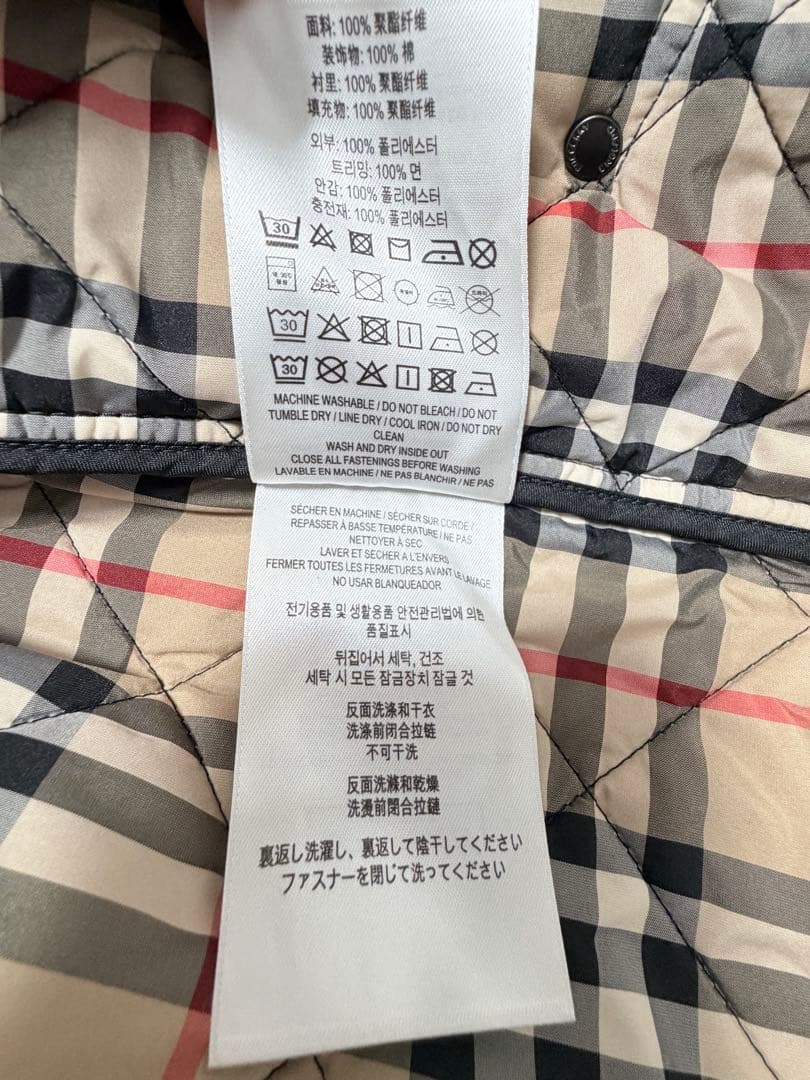 面料: 100% 聚酯纤维
装饰物: 100% 棉
衬里: 100% 聚酯纤维
填充物: 100% 聚酯纤维
외부: 100% 폴리에스터
트리밍: 100% 면
안감: 100% 폴리에스터
충전재: 100% 폴리에스터
30
30
30
MACHINE WASHABLE / DO NOT BLEACH / DO NOT
TUMBLE DRY / LINE DRY / COOL IRON / DO NOT DRY
CLEAN
WASH AND DRY INSIDE OUT
CLOSE ALL FASTENINGS BEFORE WASHING
LAVABLE EN MACHINE / NE PAS BLANCHIR / NE PAS
SÉCHER EN MACHINE / SÉCHER SUR CORDE /
REPASSER À BASSE TEMPÉRATURE / NE PAS
NETTOYER À SEC
LAVER ET SECHER A L'ENVERS
FERMER TOUTES LES FERMETURES AVANT LE LAVAGE
NO USAR BLANQUEADOR
전기용품 및 생활용품 안전관리법에 의한
품질표시
뒤집어서 세탁, 건조
세탁 시 모든 잠금장치 잠글 것
反面洗涤和干衣
洗涤前闭合拉链
不可干洗
反面洗滌和乾燥
洗燙前閉合拉鏈
裏返し洗濯し、裏返して陰干してください
ファスナーを閉じて洗ってください